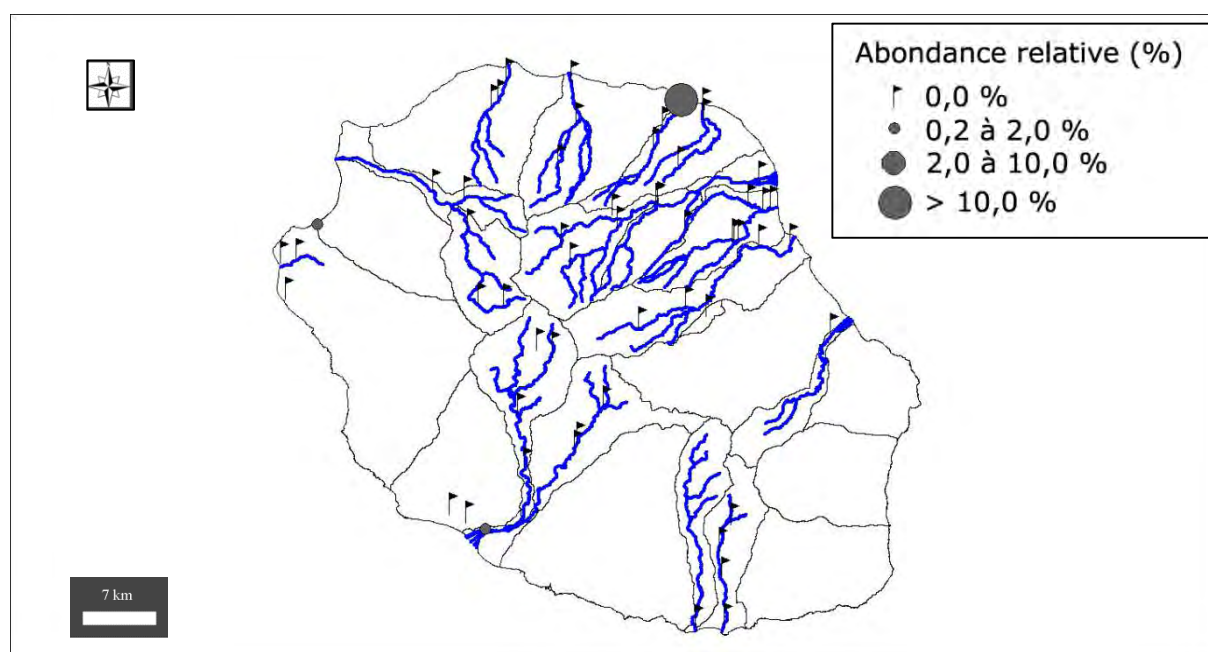 Abondance relative (%)
0,0 %
0,2 à 2,0 %
2,0 à 10,0 %
> 10,0 %
7 km